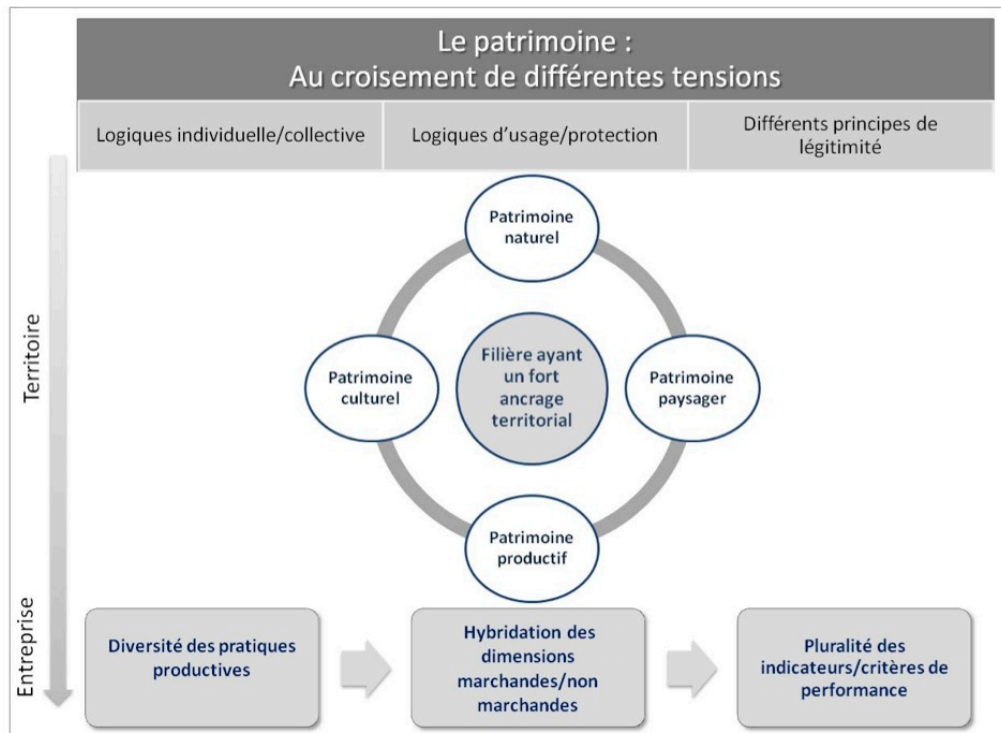 Le patrimoine :
Au croisement de différentes tensions
Logiques individuelle/collective
Logiques d'usage/protection
Différents principes de
légitimité
Territoire
Patrimoine
naturel
Patrimoine
culturel
Filière ayant
un fort
ancrage
territorial
Patrimoine
paysager
Patrimoine
productif
Entreprise
Diversité des pratiques
productives
Hybridation des
dimensions
marchandes/non
marchandes
Pluralité des
indicateurs/critères de
performance